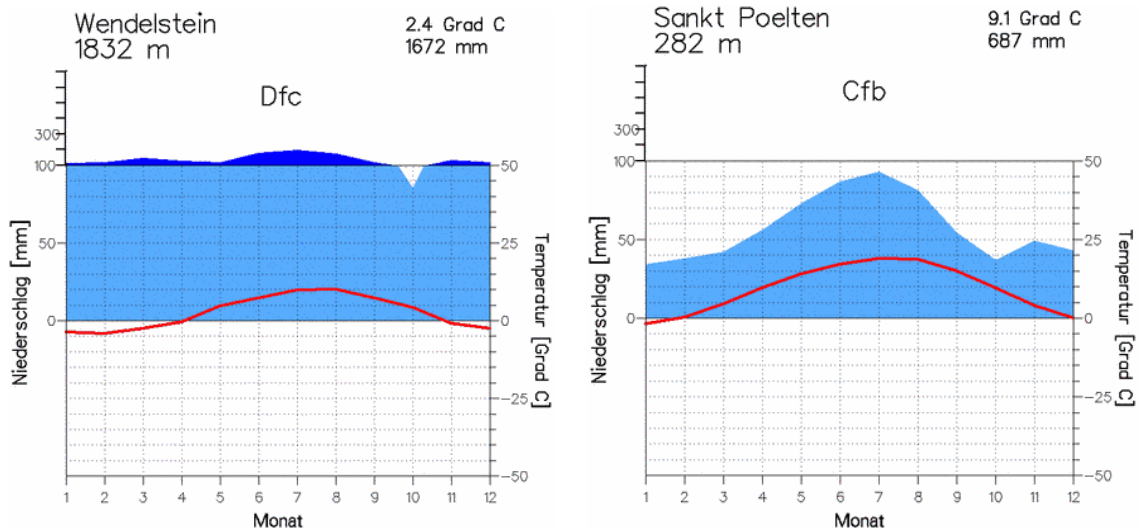 Wendelstein
1832 m
2.4 Grad C
1672 mm
Dfc
300
100
50
0
Niederschlag [mm]
50
25
0
-25
-50
Temperatur [Grad C]
1 2 3 4 5 6 7 8 9 10 11 12
Monat
Sankt Poelten
282 m
9.1 Grad C
687 mm
Cfb
300
100
50
0
Niederschlag [mm]
50
25
0
-25
-50
Temperatur [Grad C]
1 2 3 4 5 6 7 8 9 10 11 12
Monat